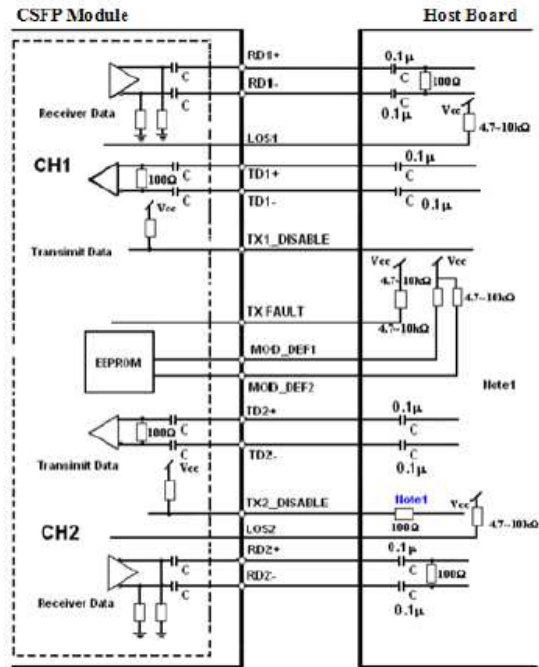 CSFP Module Host Board
RD1+ 0.1μ
C C
100Ω
RD1-
C C
Receiver Data 0.1μ Vcc
4.7~10kΩ
LOS1
CH1 0.1μ
C TD1+ C
100Ω
C TD1- C 0.1μ
Vcc
TX1_DISABLE
Transimit Data
Vcc Vcc
4.7~10kΩ
4.7~10kΩ
TX FAULT 4.7~10kΩ
EEPROM MOD_DEF1
MOD_DEF2 Note1
TD2+ 0.1μ
100Ω C C
C TD2- C
Transimit Data Vcc 0.1μ
TX2_DISABLE Note1 Vcc
100Ω 4.7~10kΩ
LOS2
CH2
RD2+ 0.1μ
C C
RD2- 100Ω
C C
Receiver Data 0.1μ